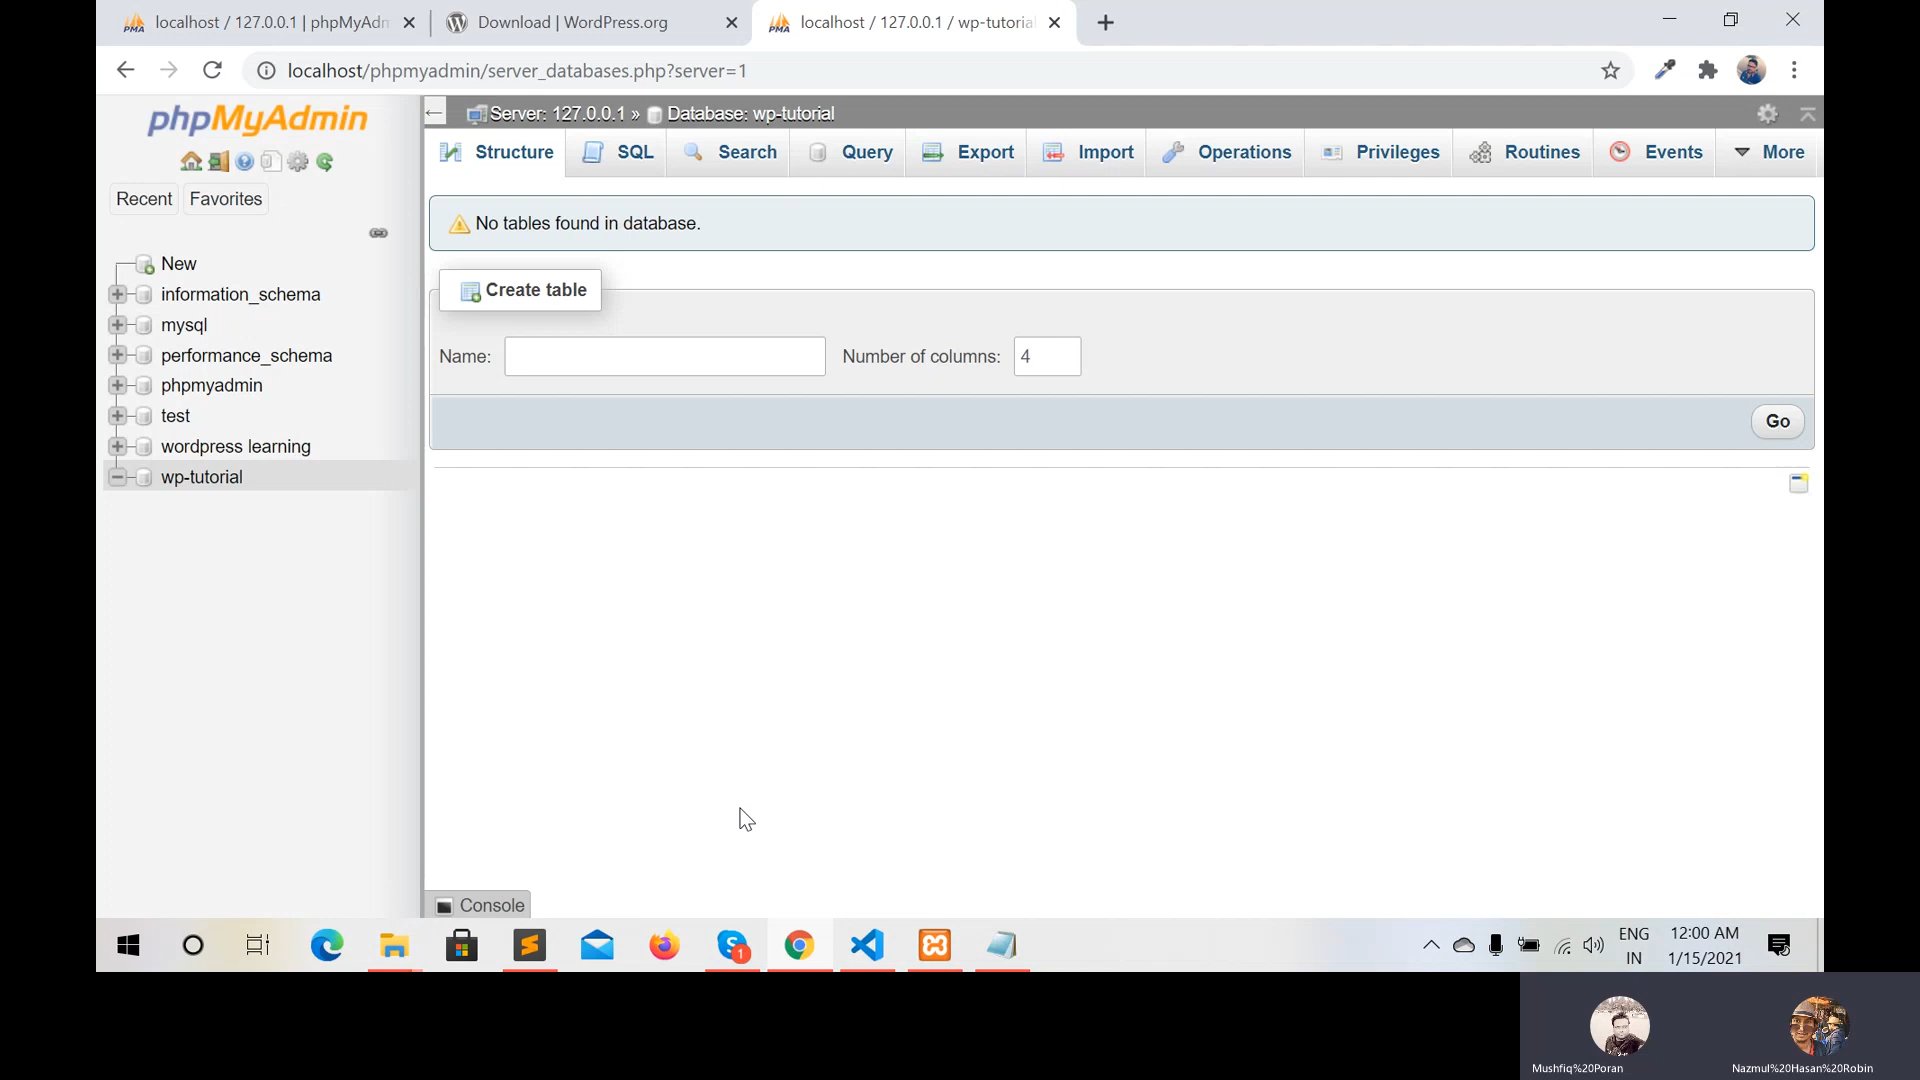 localhost / 127.0.0.1 | phpMyAdm
Download | WordPress.org
localhost / 127.0.0.1 / wp-tutorial
localhost/phpmyadmin/server_databases.php?server=1
phpMyAdmin
Recent
Favorites
New
information_schema
mysql
performance_schema
phpmyadmin
test
wordpress learning
wp-tutorial
Server: 127.0.0.1 » Database: wp-tutorial
Structure
SQL
Search
Query
Export
Import
Operations
Privileges
Routines
Events
More
No tables found in database.
Create table
Name:
Number of columns: 4
Go
Console
1
ENG
IN
12:00 AM
1/15/2021
Mushfiq%20Poran
Nazmul%20Hasan%20Robin